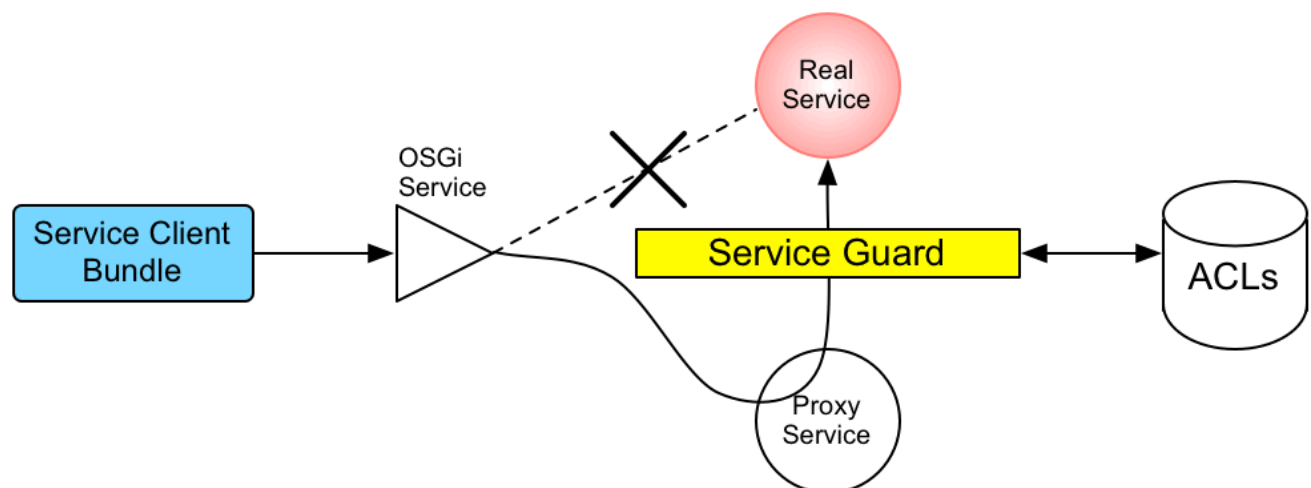 Real
Service
OSGi
Service
Service Client
Bundle
Service Guard
ACLs
Proxy
Service